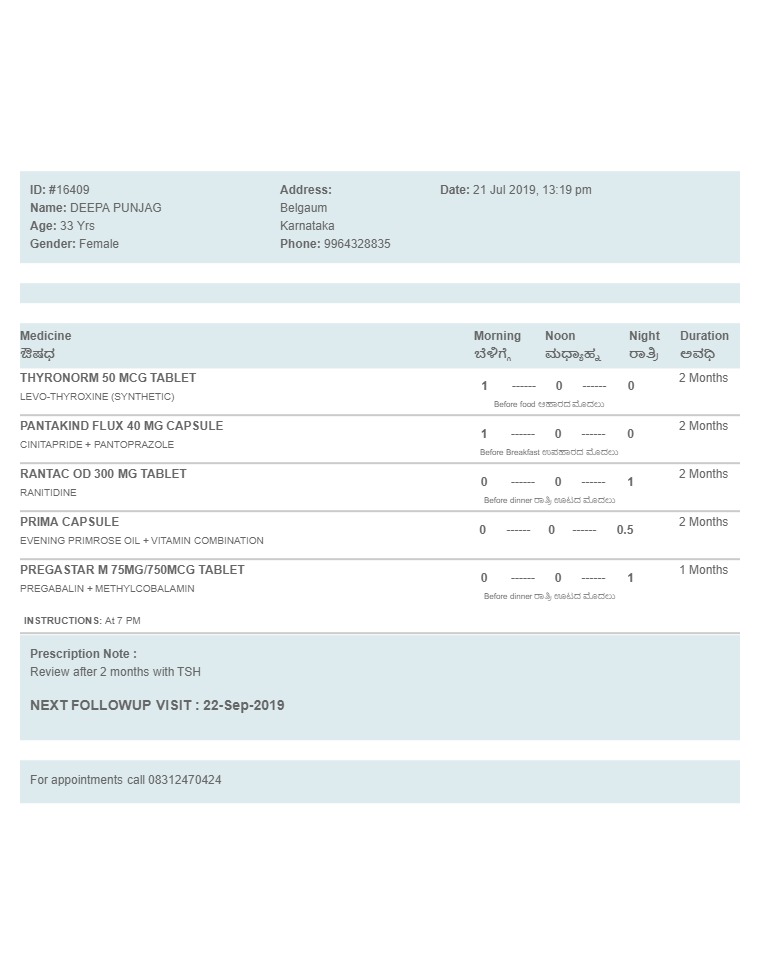 ID: #16409
Name: DEEPA PUNJAG
Age: 33 Yrs
Gender: Female
Address:
Belgaum
Karnataka
Phone: 9964328835
Date: 21 Jul 2019, 13:19 pm
Medicine Morning Noon Night Duration
ಔಷಧ ಬೆಳಿಗ್ಗೆ ಮಧ್ಯಾಹ್ನ ರಾತ್ರಿ ಅವಧಿ
THYRONORM 50 MCG TABLET 1 ------ 0 ------ 0 2 Months
LEVO-THYROXINE (SYNTHETIC)
Before food ಆಹಾರದ ಮೊದಲು
PANTAKIND FLUX 40 MG CAPSULE 1 ------ 0 ------ 0 2 Months
CINITAPRIDE + PANTOPRAZOLE
Before Breakfast ಉಪಹಾರದ ಮೊದಲು
RANTAC OD 300 MG TABLET 0 ------ 0 ------ 1 2 Months
RANITIDINE
Before dinner ರಾತ್ರಿ ಊಟದ ಮೊದಲು
PRIMA CAPSULE 0 ------ 0 ------ 0.5 2 Months
EVENING PRIMROSE OIL + VITAMIN COMBINATION
PREGASTAR M 75MG/750MCG TABLET 0 ------ 0 ------ 1 1 Months
PREGABALIN + METHYLCOBALAMIN
Before dinner ರಾತ್ರಿ ಊಟದ ಮೊದಲು
INSTRUCTIONS: At 7 PM
Prescription Note :
Review after 2 months with TSH
NEXT FOLLOWUP VISIT : 22-Sep-2019
For appointments call 08312470424